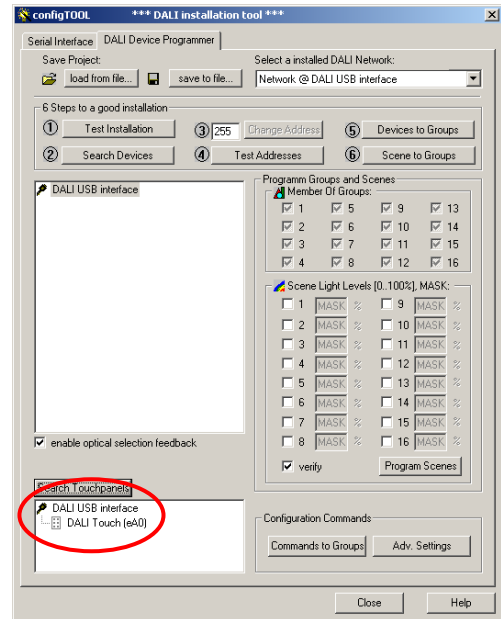 configTOOL *** DALI installation tool ***
Serial Interface DALI Device Programmer
Save Project: Select a installed DALI Network:
load from file... save to file... Network @ DALI USB interface
6 Steps to a good installation
1 Test Installation 3 255 Change Address 5 Devices to Groups
2 Search Devices 4 Test Addresses 6 Scene to Groups
DALI USB interface
Programm Groups and Scenes
Member Of Groups:
1 5 9 13
2 6 10 14
3 7 11 15
4 8 12 16
Scene Light Levels [0..100%], MASK:
1 MASK % 9 MASK %
2 MASK % 10 MASK %
3 MASK % 11 MASK %
4 MASK % 12 MASK %
5 MASK % 13 MASK %
6 MASK % 14 MASK %
7 MASK % 15 MASK %
8 MASK % 16 MASK %
verify Program Scenes
enable optical selection feedback
Search Touchpanels
DALI USB interface
DALI Touch (eA0)
Configuration Commands
Commands to Groups Adv. Settings
Close Help